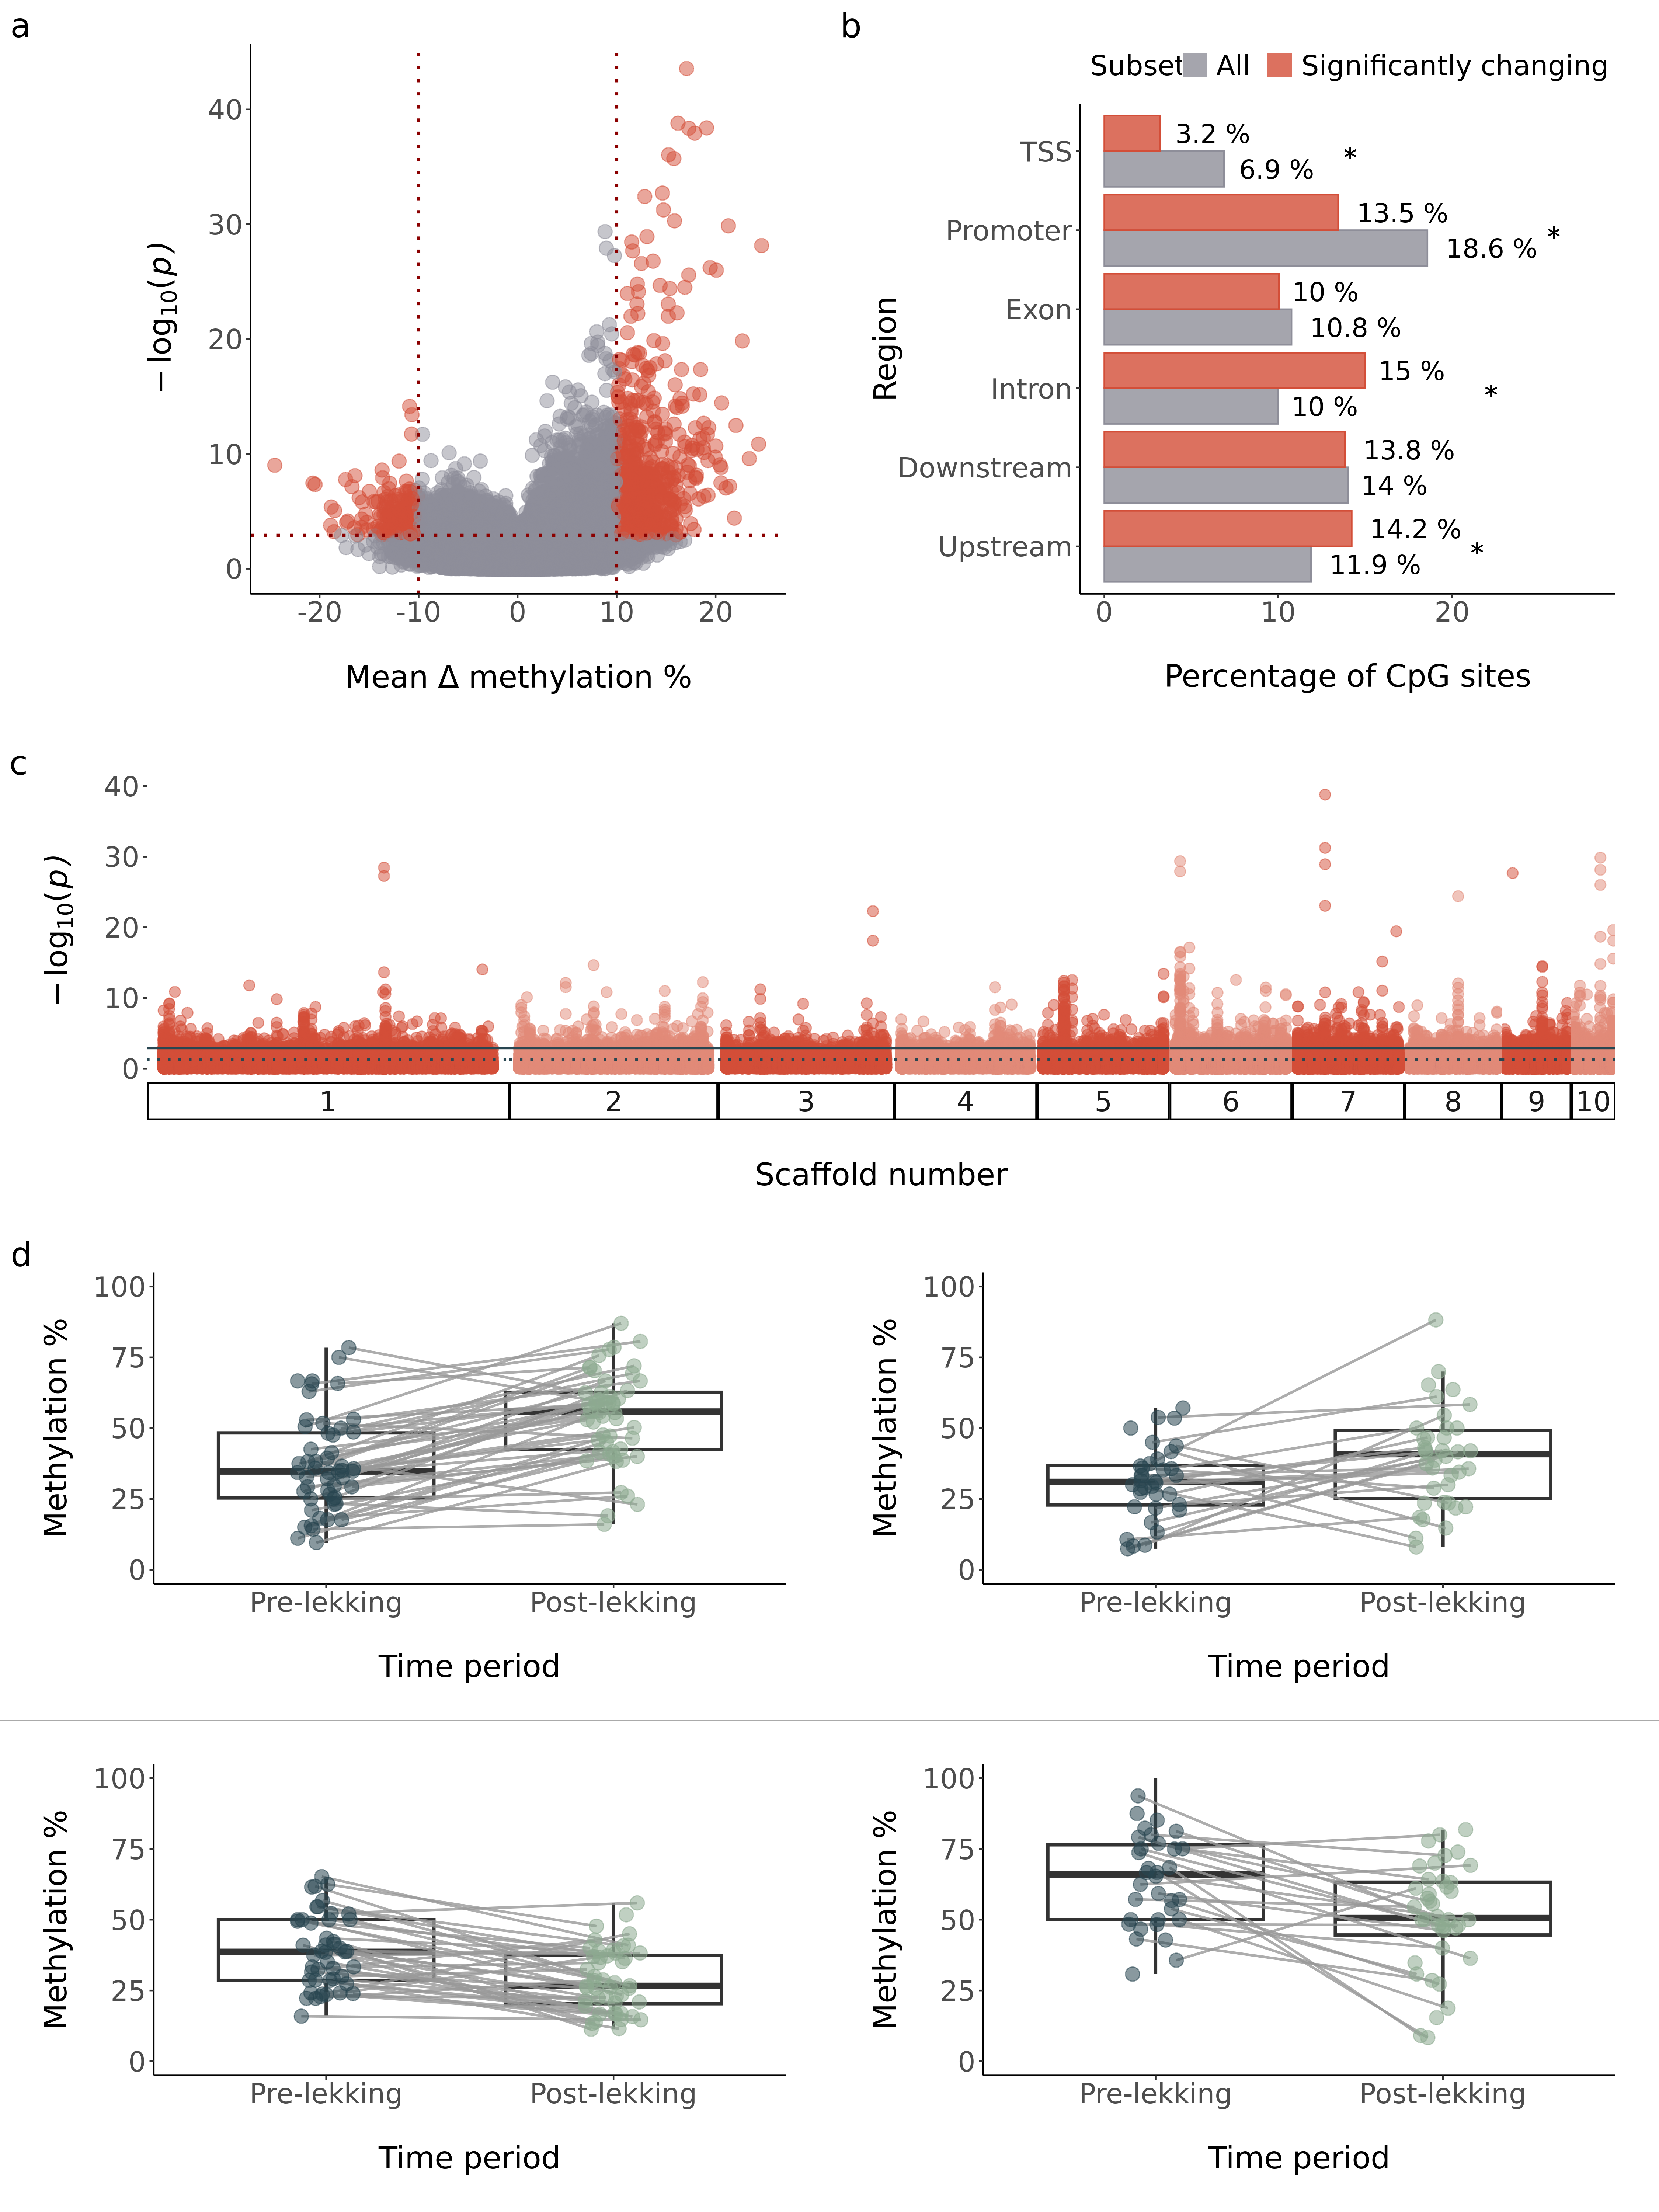 a
40
30
20
10
0
− log10(p)
-20 -10 0 10 20
Mean Δ methylation %
b
Subset All Significantly changing
TSS 3.2 %
6.9 % *
Promoter 13.5 %
18.6 % *
Exon 10 %
10.8 %
Intron 15 %
10 % *
Downstream 13.8 %
14 %
Upstream 14.2 %
11.9 % *
Region
0 10 20
Percentage of CpG sites
c
40
30
20
10
0
− log10(p)
1 2 3 4 5 6 7 8 9 10
Scaffold number
d
100
75
50
25
0
Methylation %
Pre-lekking Post-lekking
Time period
100
75
50
25
0
Methylation %
Pre-lekking Post-lekking
Time period
100
75
50
25
0
Methylation %
Pre-lekking Post-lekking
Time period
100
75
50
25
0
Methylation %
Pre-lekking Post-lekking
Time period